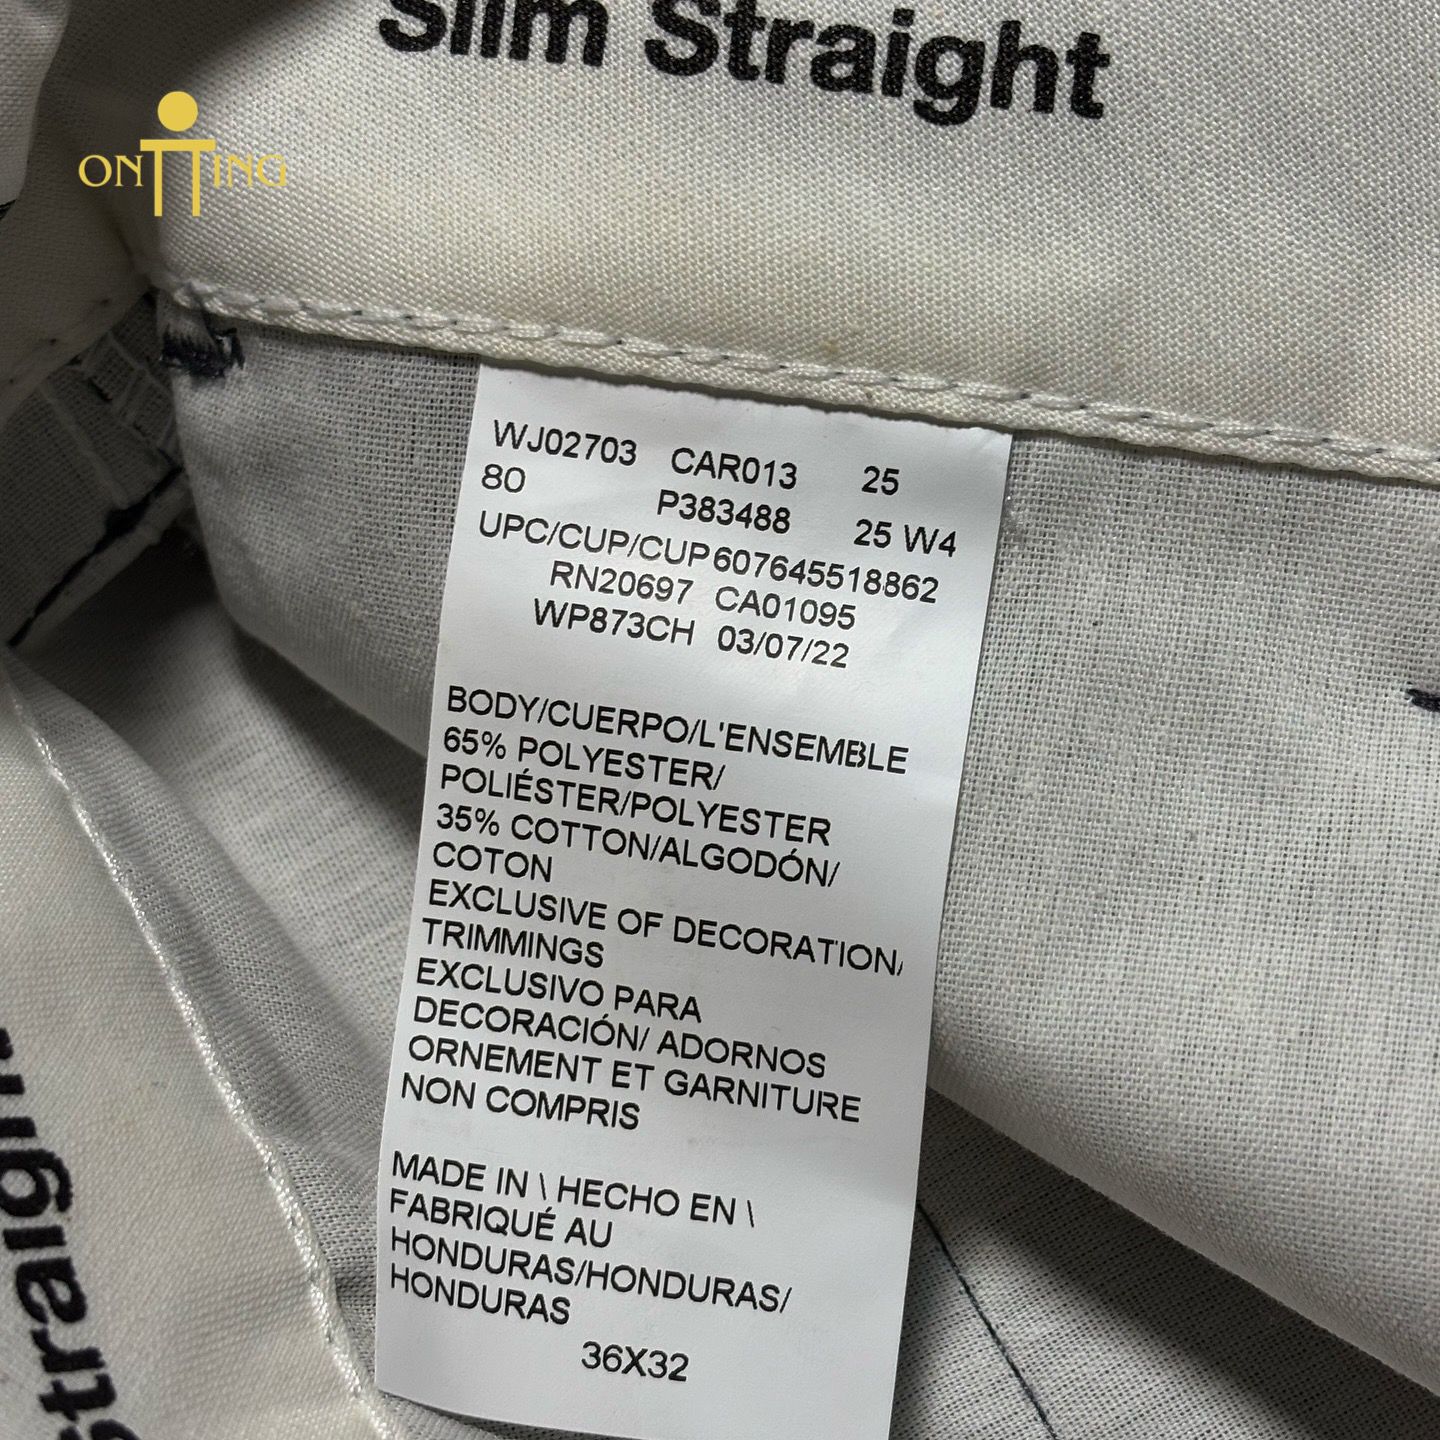 Slim Straight
ONTTING
WJ02703 CAR013 25
80 P383488 25 W4
UPC/CUP/CUP607645518862
RN20697 CA01095
WP873CH 03/07/22
BODY/CUERPO/L'ENSEMBLE
65% POLYESTER/
POLIÉSTER/POLYESTER
35% COTTON/ALGODÓN/
COTON
EXCLUSIVE OF DECORATION/
TRIMMINGS
EXCLUSIVO PARA
DECORACIÓN/ ADORNOS
ORNEMENT ET GARNITURE
NON COMPRIS
MADE IN \ HECHO EN \
FABRIQUÉ AU
HONDURAS/HONDURAS/
HONDURAS
36X32
Straight